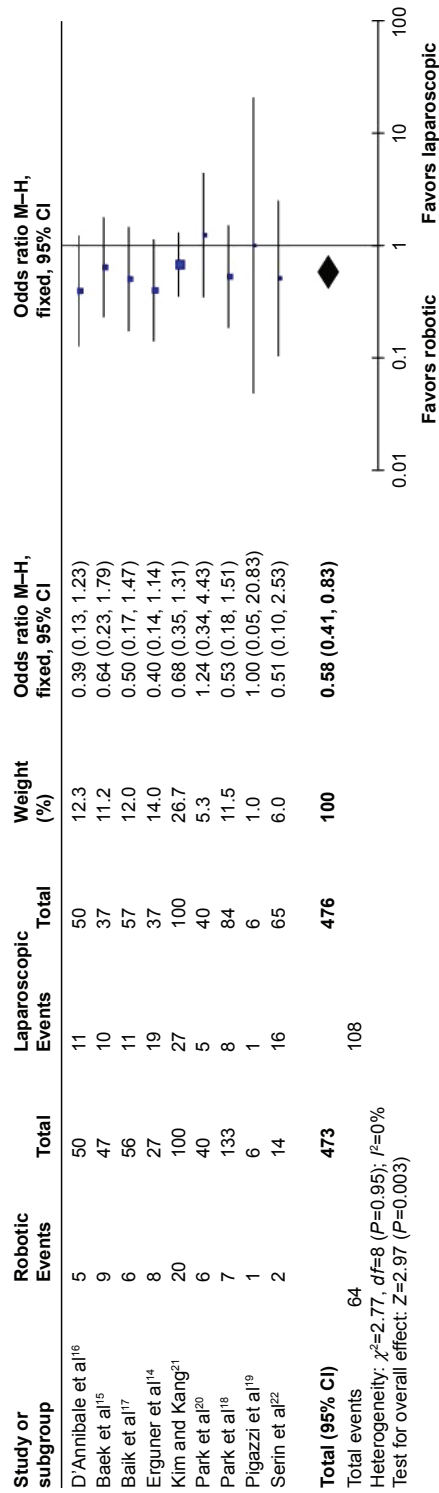 Study or subgroup Robotic Events Total Laparoscopic Events Total Weight (%) Odds ratio M–H, fixed, 95% CI Odds ratio M–H, fixed, 95% CI
D'Annibale et al16 5 50 11 50 12.3 0.39 (0.13, 1.23)
Baek et al15 9 47 10 37 11.2 0.64 (0.23, 1.79)
Baik et al17 6 56 11 57 12.0 0.50 (0.17, 1.47)
Erguner et al14 8 27 19 37 14.0 0.40 (0.14, 1.14)
Kim and Kang21 20 100 27 100 26.7 0.68 (0.35, 1.31)
Park et al20 6 40 5 40 5.3 1.24 (0.34, 4.43)
Park et al18 7 133 8 84 11.5 0.53 (0.18, 1.51)
Pigazzi et al19 1 6 1 6 1.0 1.00 (0.05, 20.83)
Serin et al22 2 14 16 65 6.0 0.51 (0.10, 2.53)
Total (95% CI) 473 476 100 0.58 (0.41, 0.83)
Total events 64 108
Heterogeneity: χ²=2.77, df=8 (P=0.95); I²=0%
Test for overall effect: Z=2.97 (P=0.003)
0.01 0.1 1 10 100
Favors robotic Favors laparoscopic